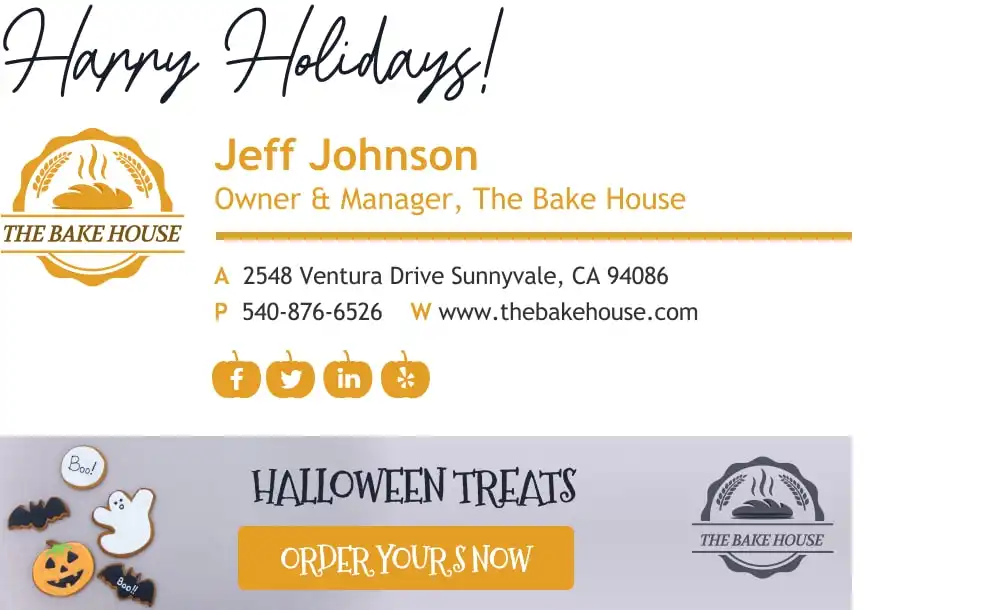 Happy Holidays!
THE BAKE HOUSE
Jeff Johnson
Owner & Manager, The Bake House
A 2548 Ventura Drive Sunnyvale, CA 94086
P 540-876-6526 W www.thebakehouse.com
Boo!
HALLOWEEN TREATS
ORDER YOURS NOW
THE BAKE HOUSE
Boo!!